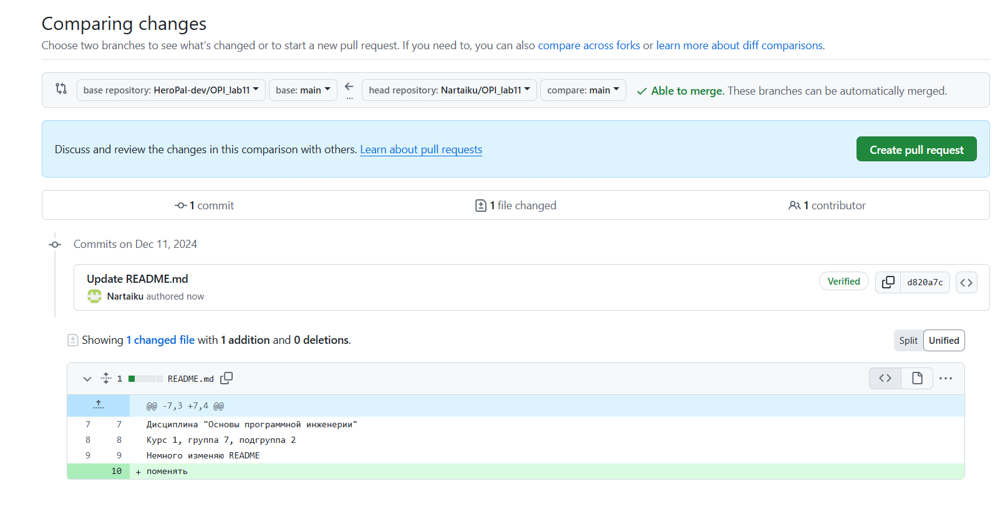 Comparing changes
Choose two branches to see what's changed or to start a new pull request. If you need to, you can also compare across forks or learn more about diff comparisons.
base repository: HeroPal-dev/OPI_lab11 base: main ... head repository: Nartaiku/OPI_lab11 compare: main Able to merge. These branches can be automatically merged.
Discuss and review the changes in this comparison with others. Learn about pull requests Create pull request
1 commit 1 file changed 1 contributor
Commits on Dec 11, 2024
Update README.md Verified d820a7c
Nartaiku authored now
Showing 1 changed file with 1 addition and 0 deletions. Split Unified
1 README.md
@@ -7,3 +7,4 @@
7 7 Дисциплина "Основы программной инженерии"
8 8 Курс 1, группа 7, подгруппа 2
9 9 Немного изменяю README
10 + поменять